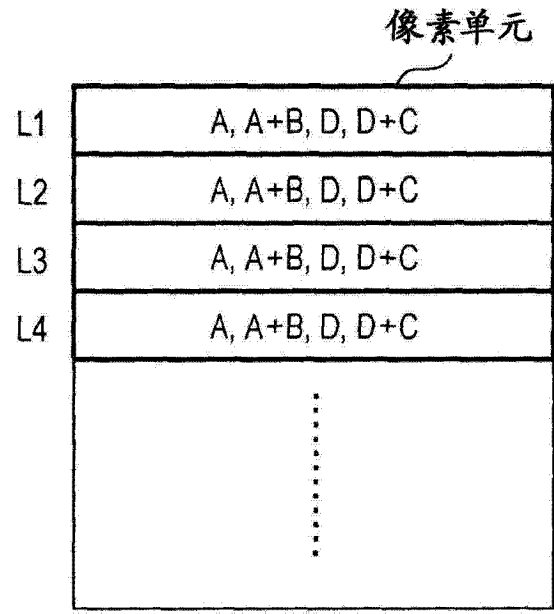 像素单元
L1 A, A+B, D, D+C
L2 A, A+B, D, D+C
L3 A, A+B, D, D+C
L4 A, A+B, D, D+C